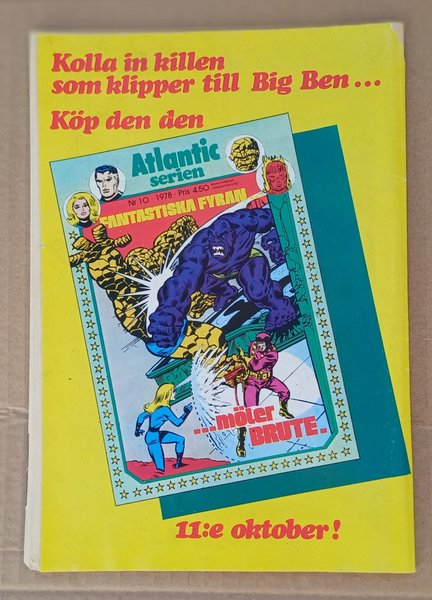 Kolla in killen
som klipper till Big Ben...
Köp den den
Atlantic
serien
Nr 10 · 1978 · Pris 4:50
FANTASTISKA FYRAN
...möter
BRUTE.
11:e oktober!